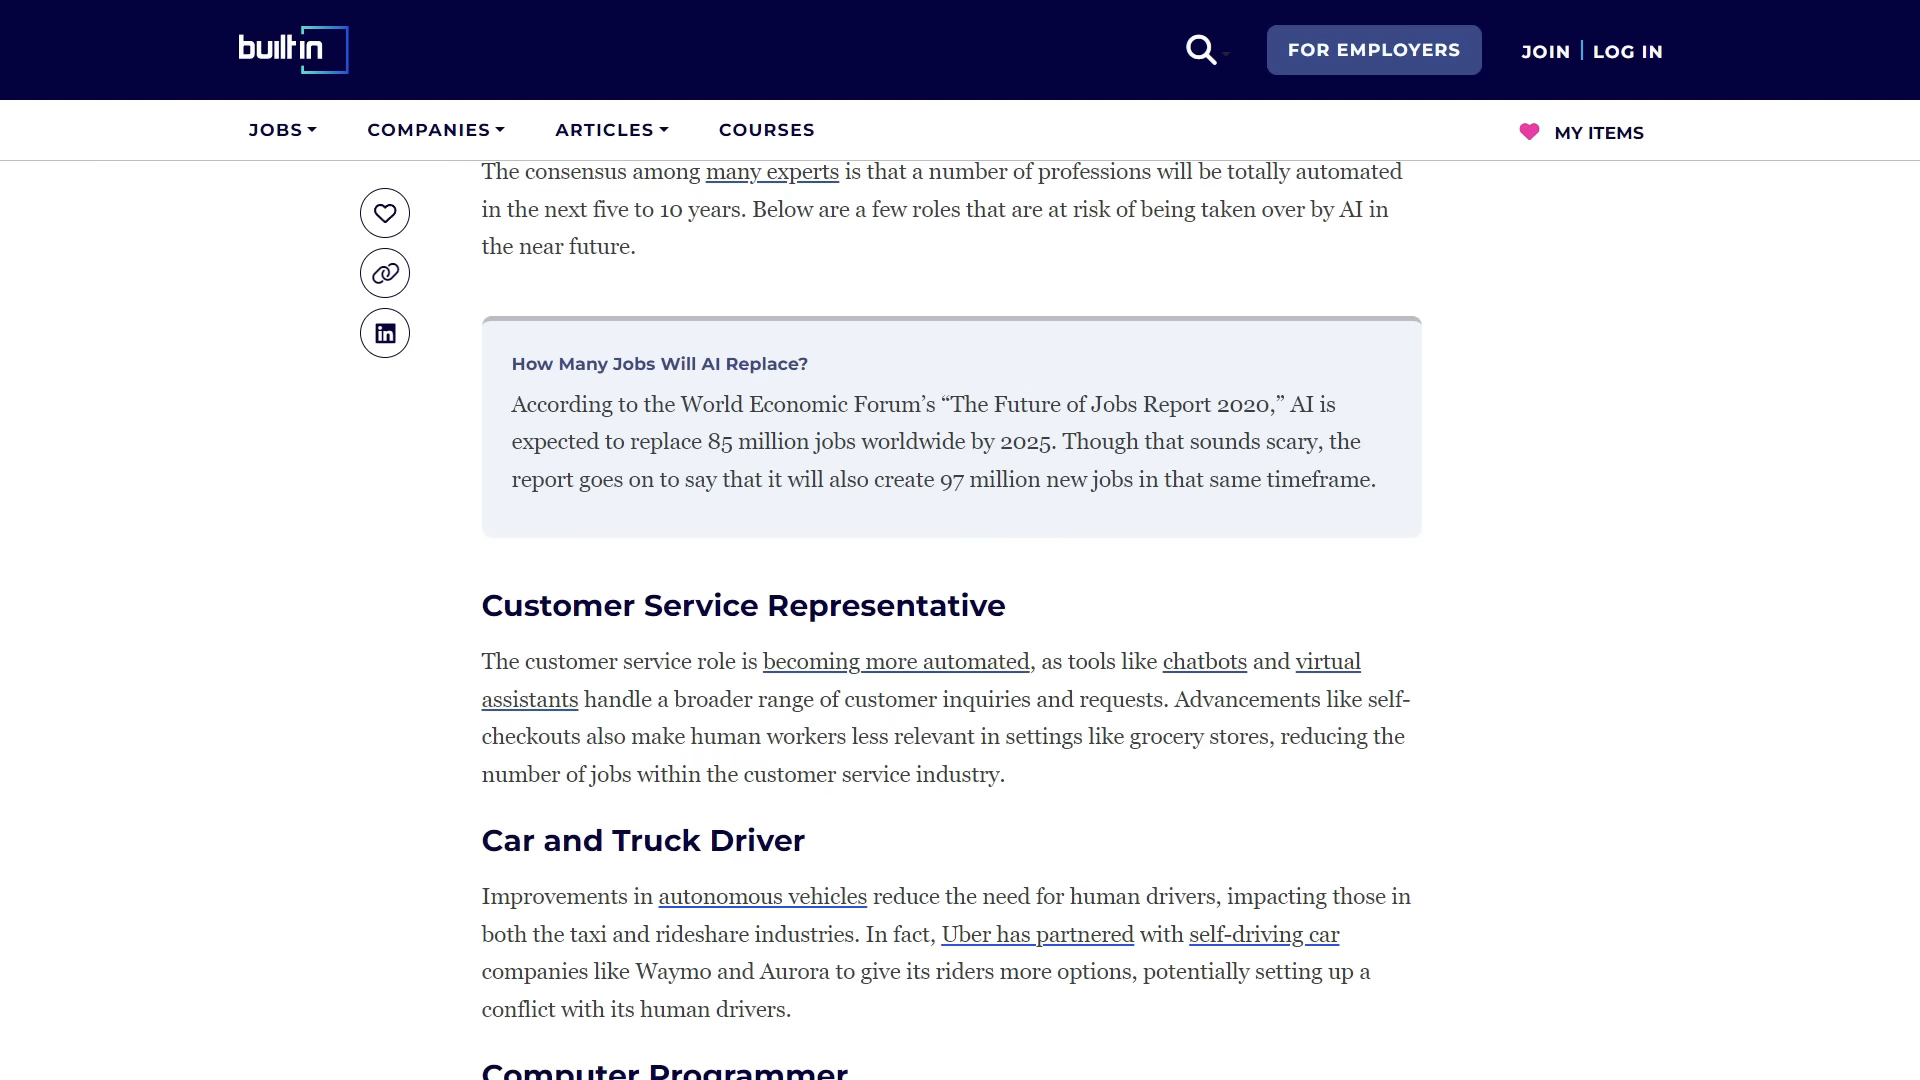 builtin
FOR EMPLOYERS
JOIN
LOG IN
JOBS
COMPANIES
ARTICLES
COURSES
MY ITEMS
The consensus among many experts is that a number of professions will be totally automated
in the next five to 10 years. Below are a few roles that are at risk of being taken over by AI in
the near future.
in
How Many Jobs Will AI Replace?
According to the World Economic Forum’s “The Future of Jobs Report 2020,” AI is
expected to replace 85 million jobs worldwide by 2025. Though that sounds scary, the
report goes on to say that it will also create 97 million new jobs in that same timeframe.
Customer Service Representative
The customer service role is becoming more automated, as tools like chatbots and virtual
assistants handle a broader range of customer inquiries and requests. Advancements like self-
checkouts also make human workers less relevant in settings like grocery stores, reducing the
number of jobs within the customer service industry.
Car and Truck Driver
Improvements in autonomous vehicles reduce the need for human drivers, impacting those in
both the taxi and rideshare industries. In fact, Uber has partnered with self-driving car
companies like Waymo and Aurora to give its riders more options, potentially setting up a
conflict with its human drivers.
Computer Programmer